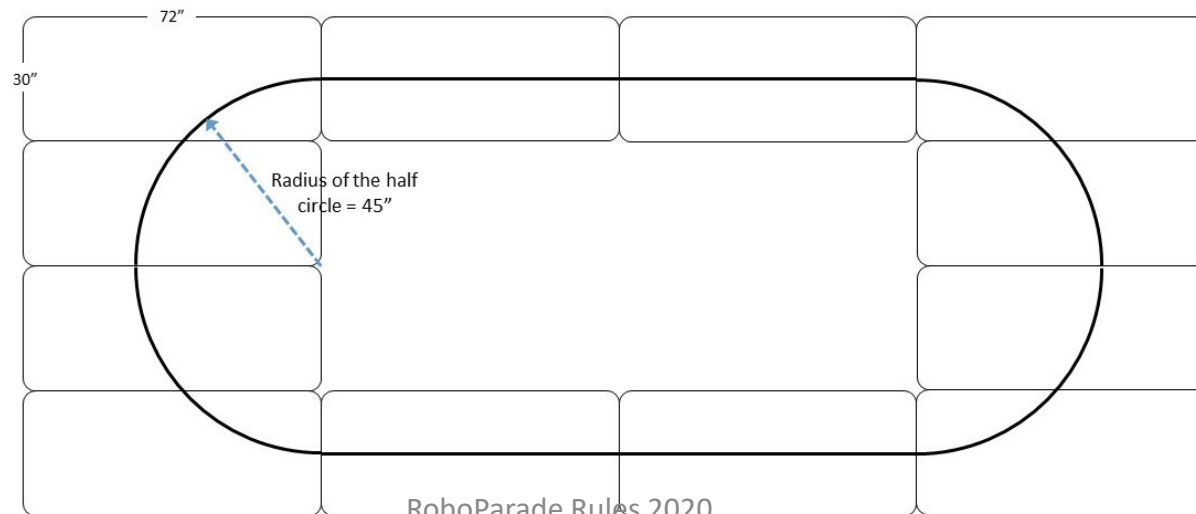 72”
30”
Radius of the half
circle = 45”
RoboParade Rules 2020